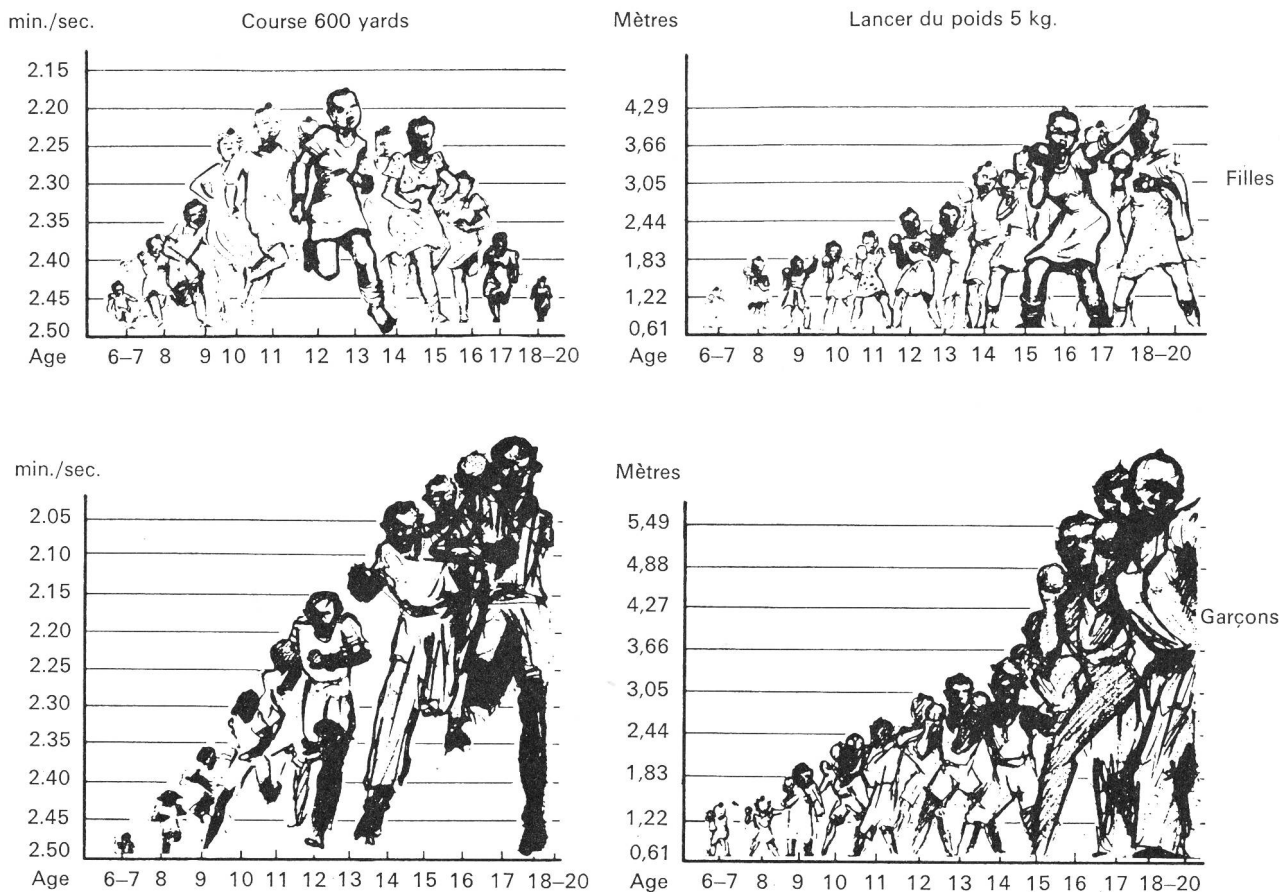 min./sec.
Course 600 yards
2.15
2.20
2.25
2.30
2.35
2.40
2.45
2.50
Age 6–7 8 9 10 11 12 13 14 15 16 17 18–20
Mètres
Lancer du poids 5 kg.
4,29
3,66
3,05
2,44
1,83
1,22
0,61
Age 6–7 8 9 10 11 12 13 14 15 16 17 18–20
Filles
min./sec.
2.05
2.10
2.15
2.20
2.25
2.30
2.35
2.40
2.45
2.50
Age 6–7 8 9 10 11 12 13 14 15 16 17 18–20
Mètres
5,49
4,88
4,27
3,66
3,05
2,44
1,83
1,22
0,61
Age 6–7 8 9 10 11 12 13 14 15 16 17 18–20
Garçons